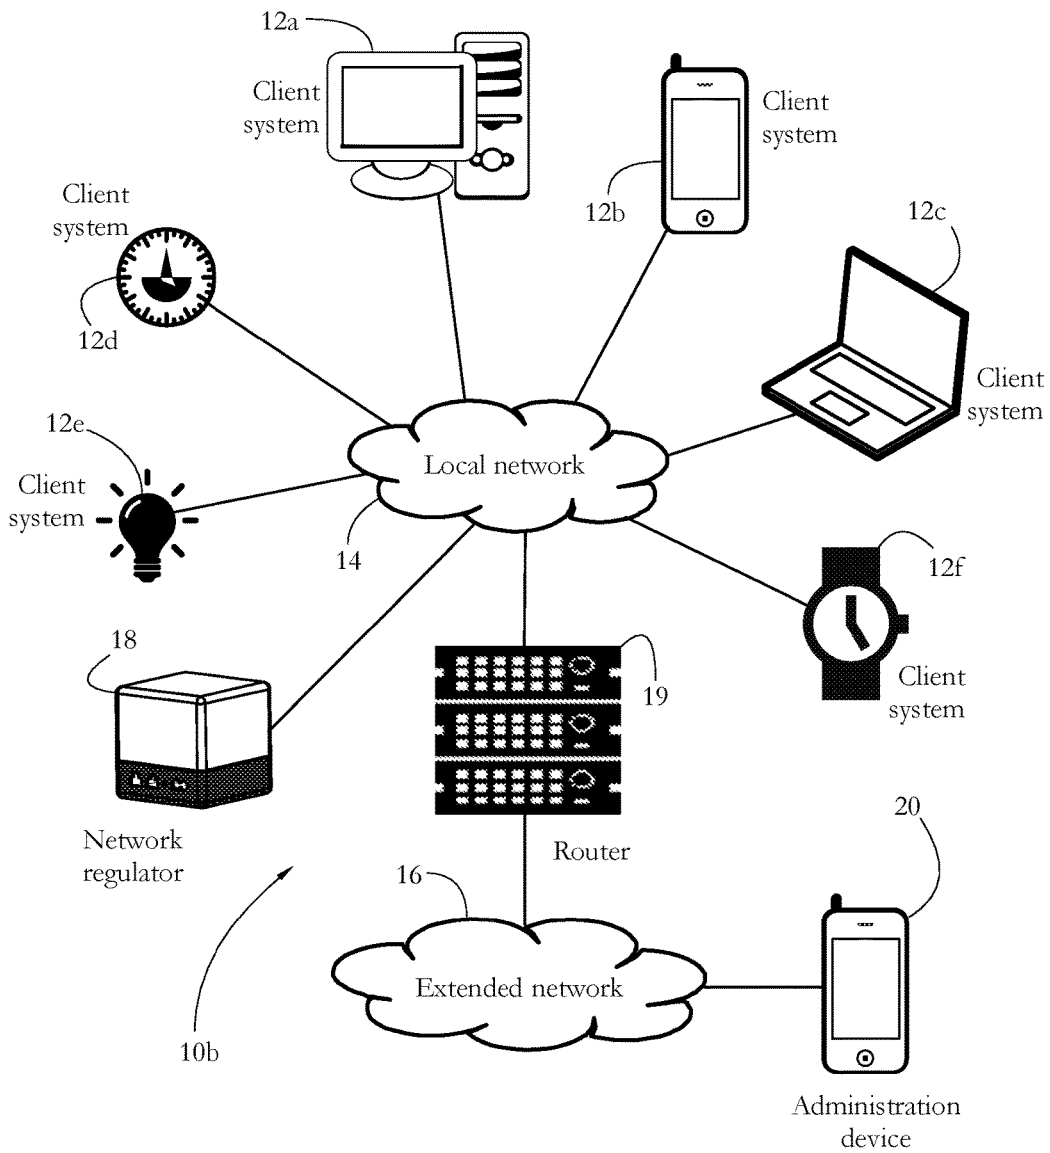 12a
Client
system
Client
system
12b
Client
system
12c
12d
Client
system
12e
Local network
Client
system
14
12f
18
Client
system
19
Network
regulator
Router
20
16
Extended network
10b
Administration
device